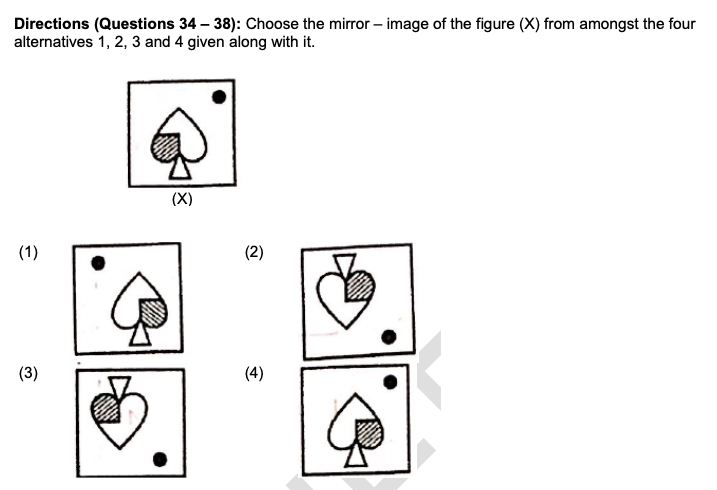 Directions (Questions 34 – 38): Choose the mirror – image of the figure (X) from amongst the four
alternatives 1, 2, 3 and 4 given along with it.
(X)
(1)
(2)
(3)
(4)